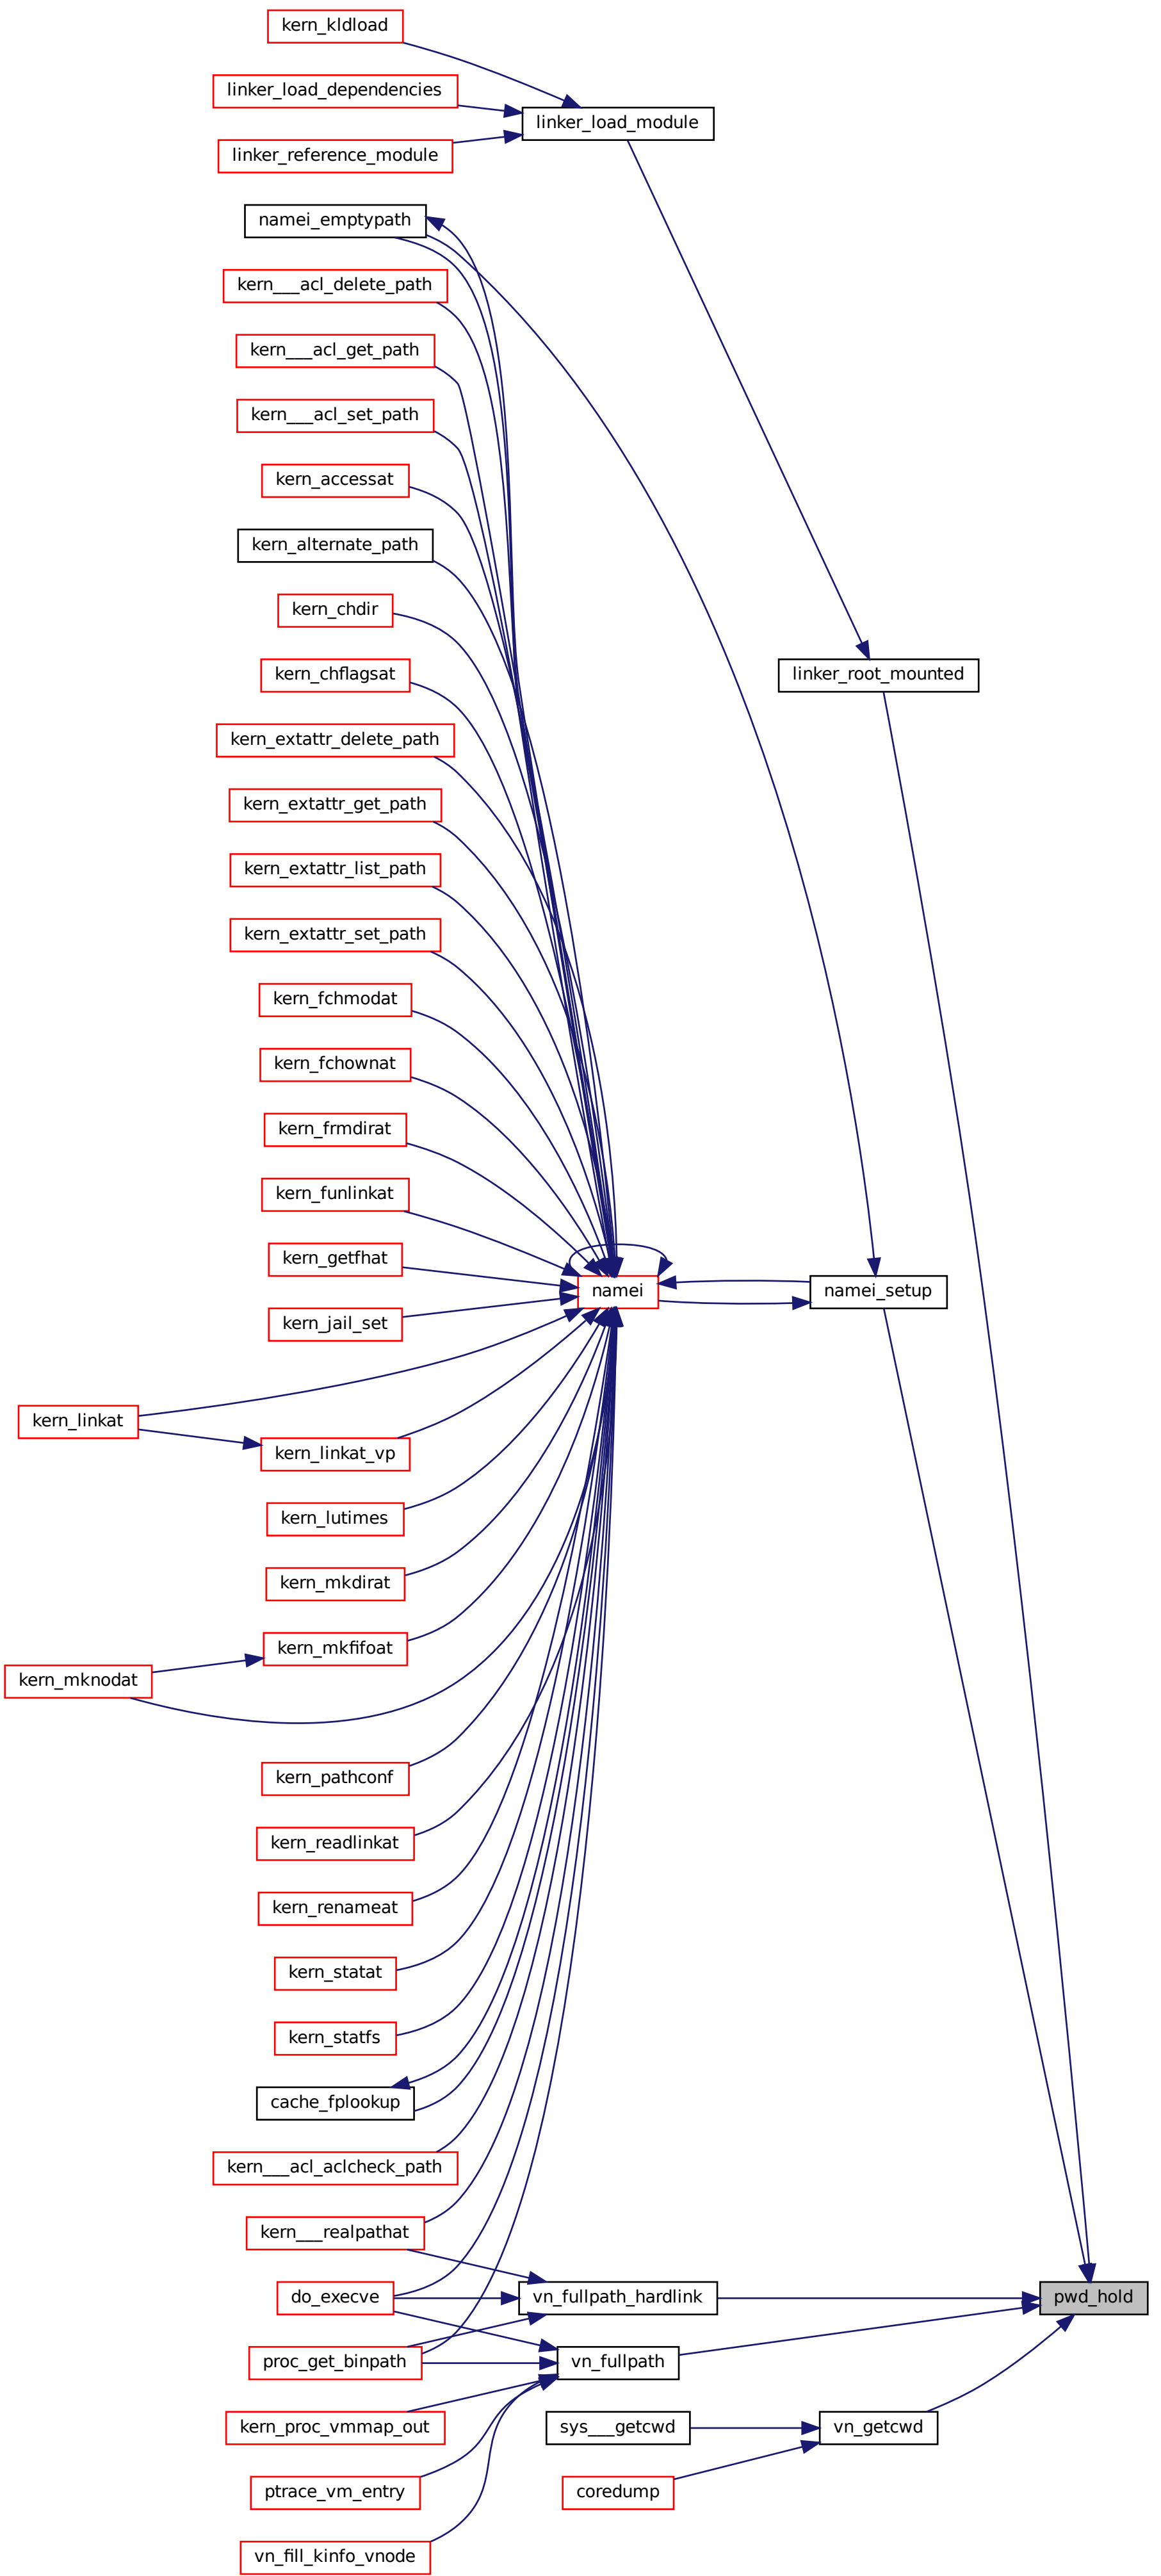 kern_kldload
linker_load_dependencies
linker_load_module
linker_reference_module
namei_emptypath
kern___acl_delete_path
kern___acl_get_path
kern___acl_set_path
kern_accessat
kern_alternate_path
kern_chdir
kern_chflagsat
linker_root_mounted
kern_extattr_delete_path
kern_extattr_get_path
kern_extattr_list_path
kern_extattr_set_path
kern_fchmodat
kern_fchownat
kern_frmdirat
kern_funlinkat
kern_getfhat
namei
namei_setup
kern_jail_set
kern_linkat
kern_linkat_vp
kern_lutimes
kern_mkdirat
kern_mkfifoat
kern_mknodat
kern_pathconf
kern_readlinkat
kern_renameat
kern_statat
kern_statfs
cache_fplookup
kern___acl_aclcheck_path
kern___realpathat
do_execve
vn_fullpath_hardlink
pwd_hold
proc_get_binpath
vn_fullpath
kern_proc_vmmap_out
sys___getcwd
vn_getcwd
ptrace_vm_entry
coredump
vn_fill_kinfo_vnode